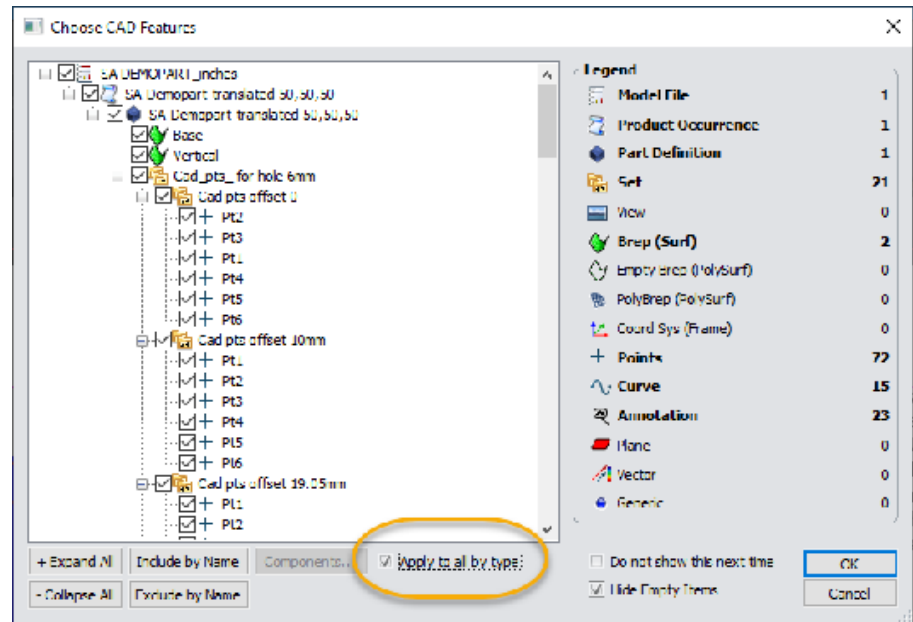 Choose CAD Features
SA DEMOPART_inches
SA Demopart translated 50,50,50
SA Demopart translated 50,50,50
Base
Vertical
Cad_pts_ for hole 6mm
Cad pts offset 0
Pt2
Pt3
Pt1
Pt4
Pt5
Pt6
Cad pts offset 10mm
Pt1
Pt2
Pt3
Pt4
Pt5
Pt6
Cad pts offset 19.05mm
Pt1
Pt2
+ Expand All
Include by Name
Components...
Apply to all by type
- Collapse All
Exclude by Name
Legend
Model File 1
Product Occurrence 1
Part Definition 1
Set 21
View 0
Brep (Surf) 2
Empty Brep (PolySurf) 0
PolyBrep (PolySurf) 0
Coord Sys (Frame) 0
Points 72
Curve 15
Annotation 23
Plane 0
Vector 0
Generic 0
Do not show this next time
OK
Hide Empty Items
Cancel